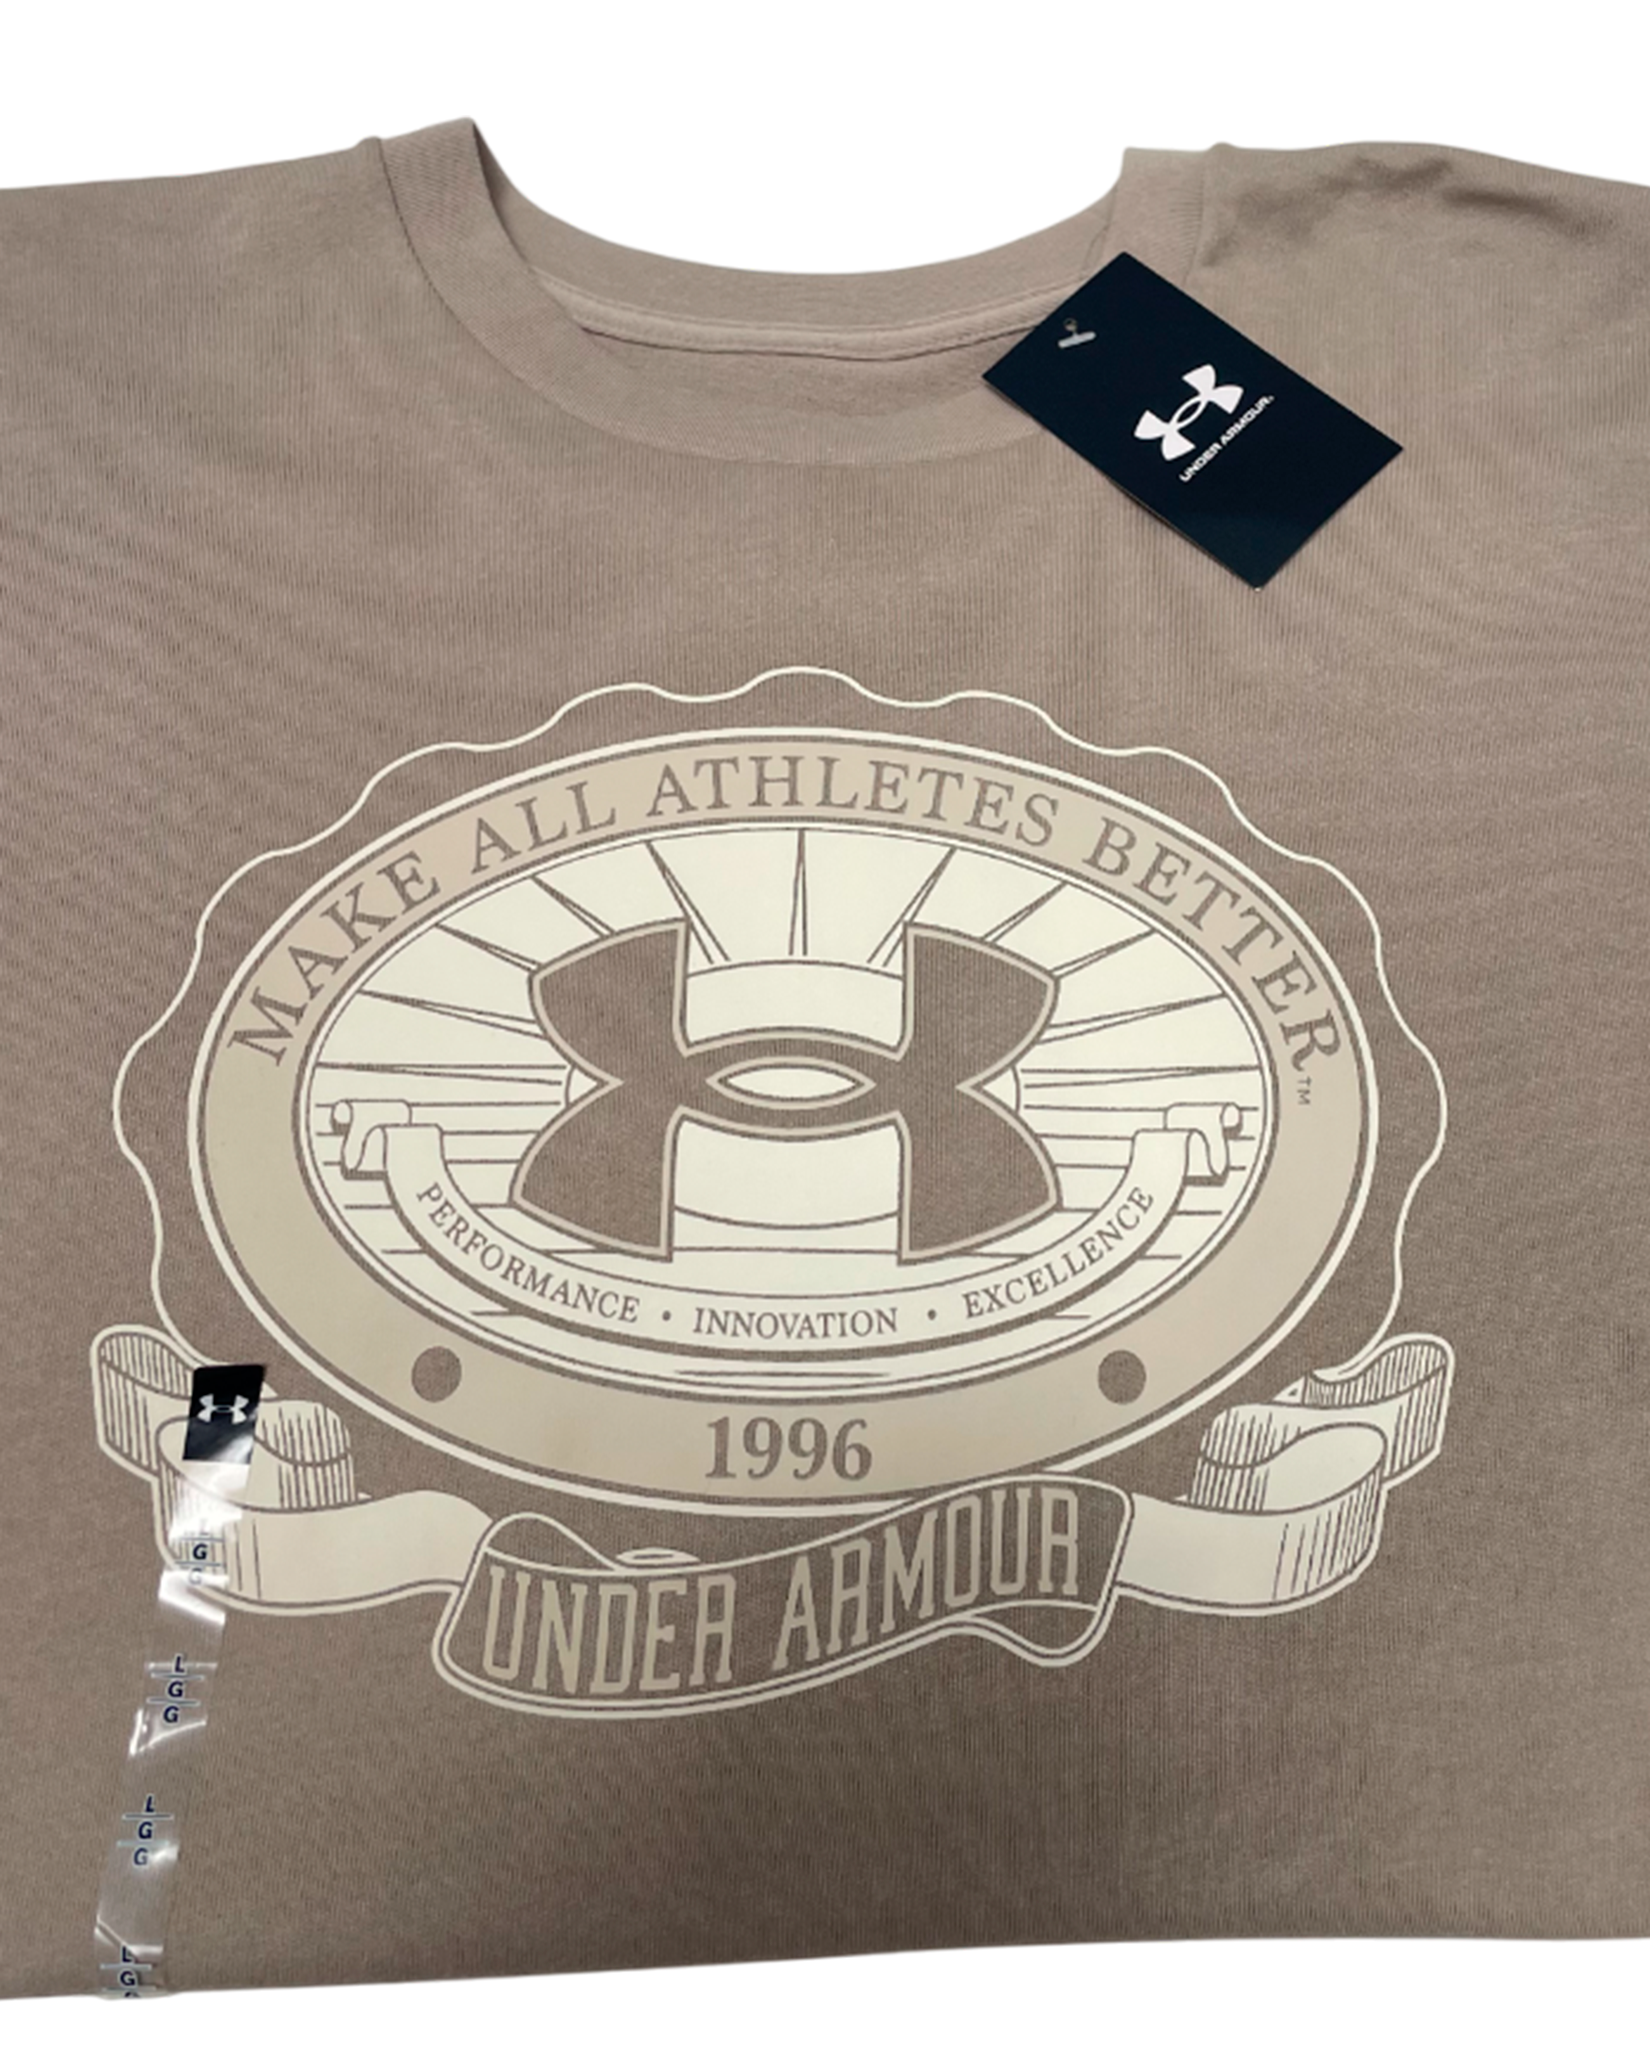 UNDER ARMOUR.
MAKE ALL ATHLETES BETTER™
PERFORMANCE • INNOVATION • EXCELLENCE
1996
UNDER ARMOUR
L
G
G
L
G
G
L
G
G
L
G